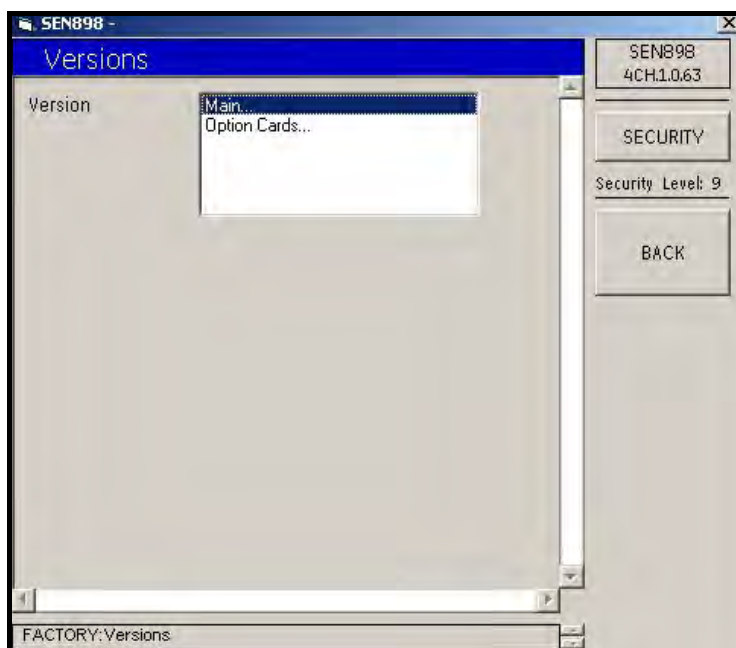 SEN898 -
Versions
Version
Main...
Option Cards...
SEN898
4CH.1.0.63
SECURITY
Security Level: 9
BACK
FACTORY:Versions